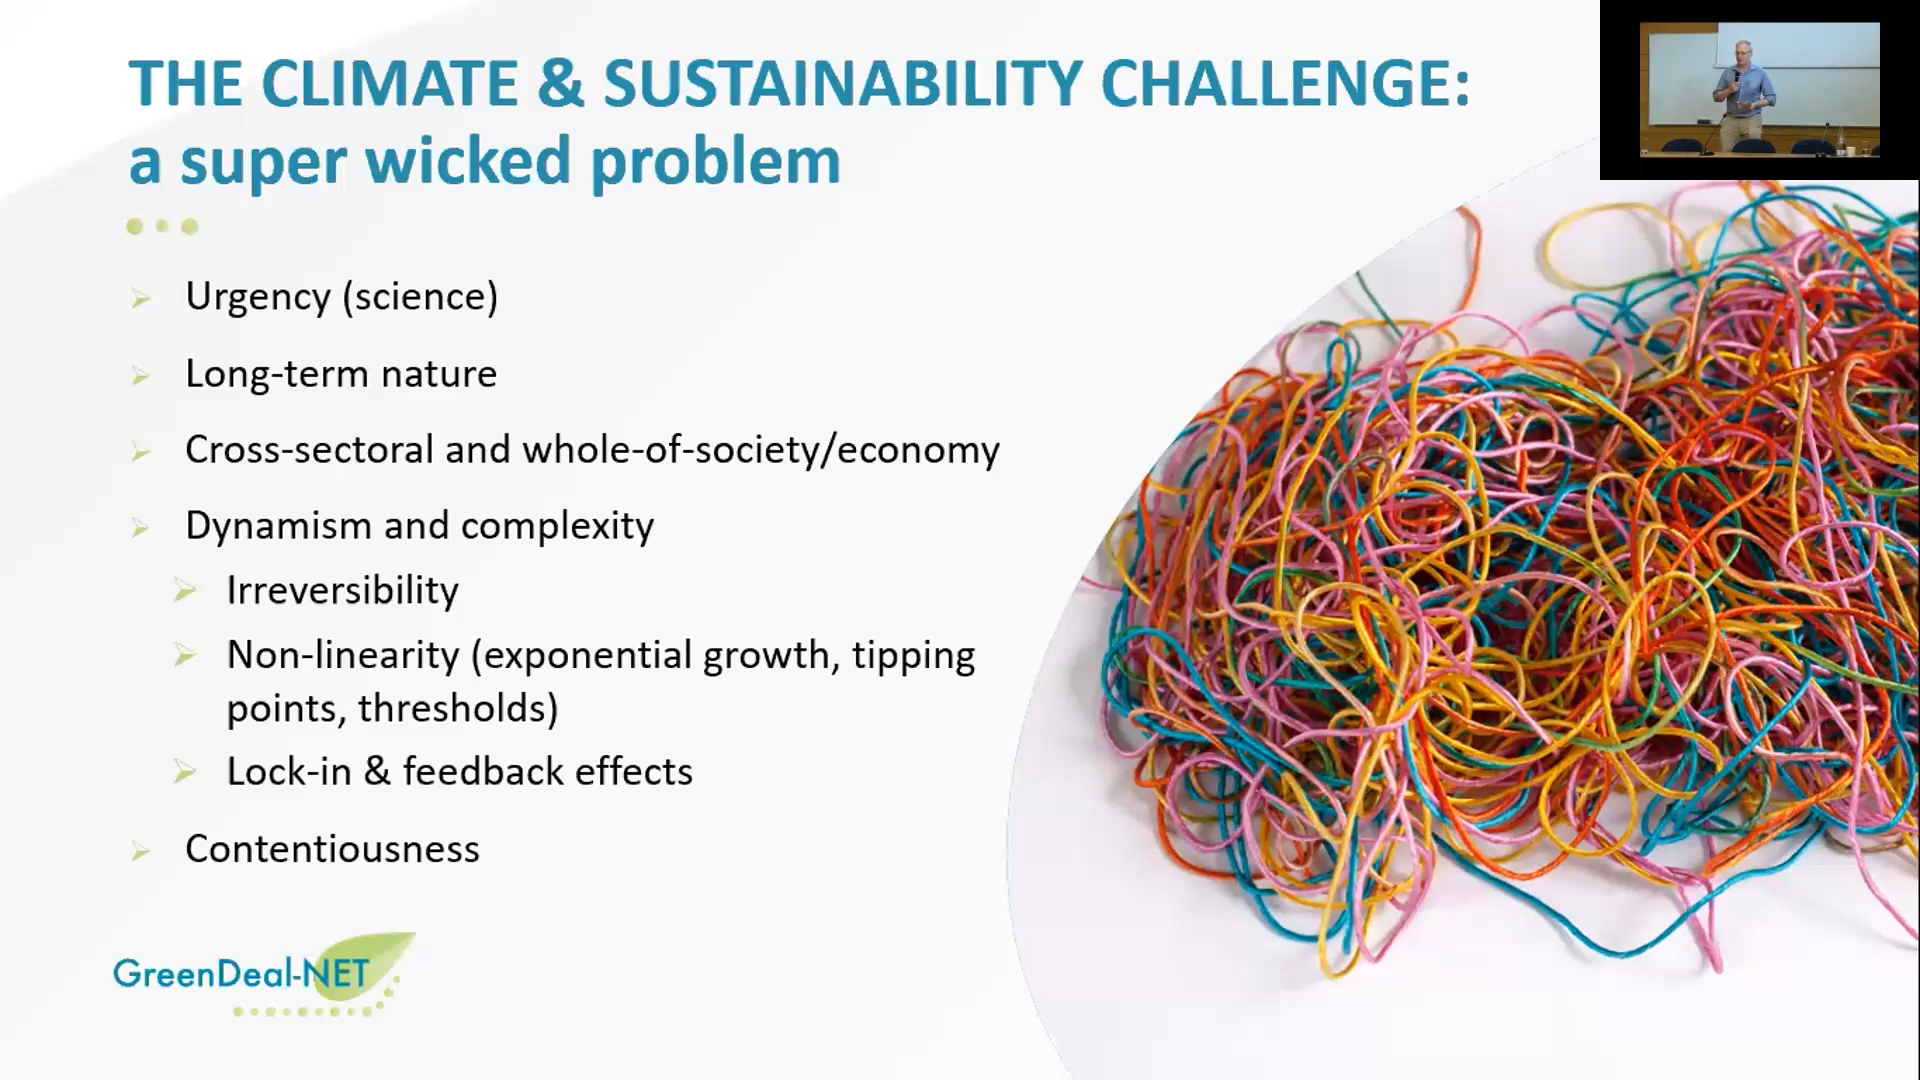 THE CLIMATE & SUSTAINABILITY CHALLENGE:
a super wicked problem
Urgency (science)
Long-term nature
Cross-sectoral and whole-of-society/economy
Dynamism and complexity
Irreversibility
Non-linearity (exponential growth, tipping
points, thresholds)
Lock-in & feedback effects
Contentiousness
GreenDeal-NET